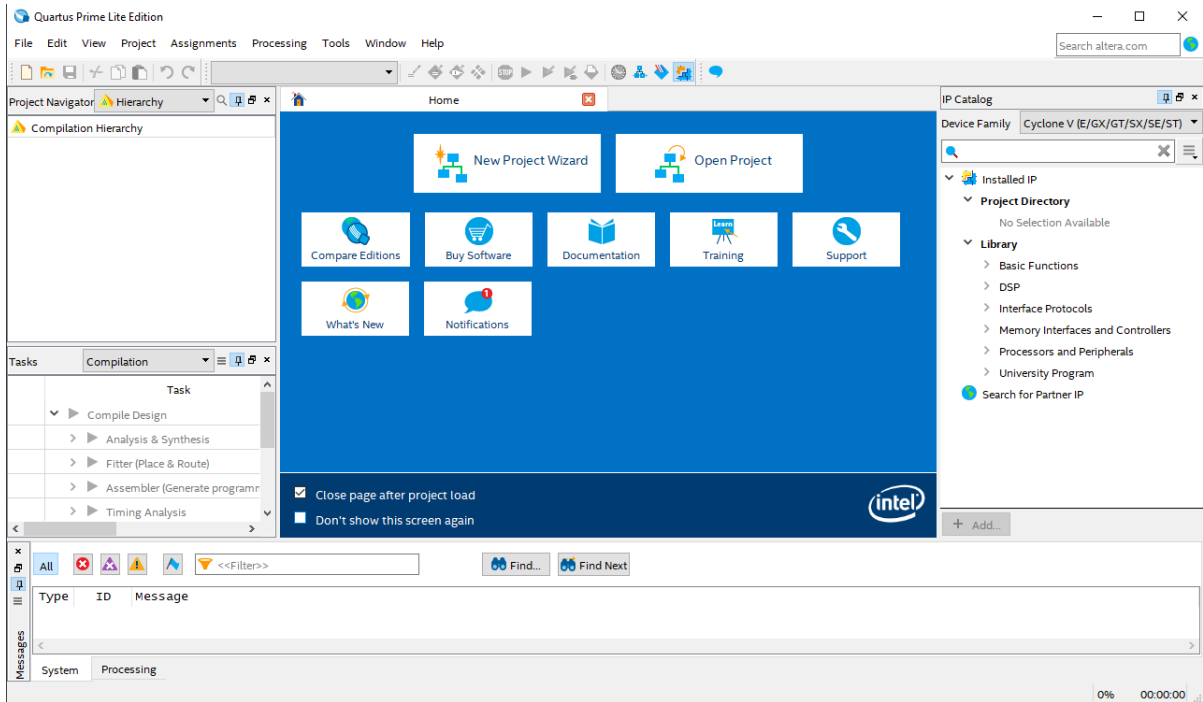 Quartus Prime Lite Edition
File Edit View Project Assignments Processing Tools Window Help
Search altera.com
STOP
Project Navigator Hierarchy
Compilation Hierarchy
Home
New Project Wizard
Open Project
Compare Editions
Buy Software
Documentation
Learn
Training
Support
What's New
1
Notifications
Close page after project load
Don't show this screen again
intel
IP Catalog
Device Family Cyclone V (E/GX/GT/SX/SE/ST)
Installed IP
Project Directory
No Selection Available
Library
Basic Functions
DSP
Interface Protocols
Memory Interfaces and Controllers
Processors and Peripherals
University Program
Search for Partner IP
+ Add...
Tasks Compilation
Task
Compile Design
Analysis & Synthesis
Fitter (Place & Route)
Assembler (Generate programm
Timing Analysis
All
<<Filter>>
Find...
Find Next
Type ID Message
Messages
System Processing
0% 00:00:00